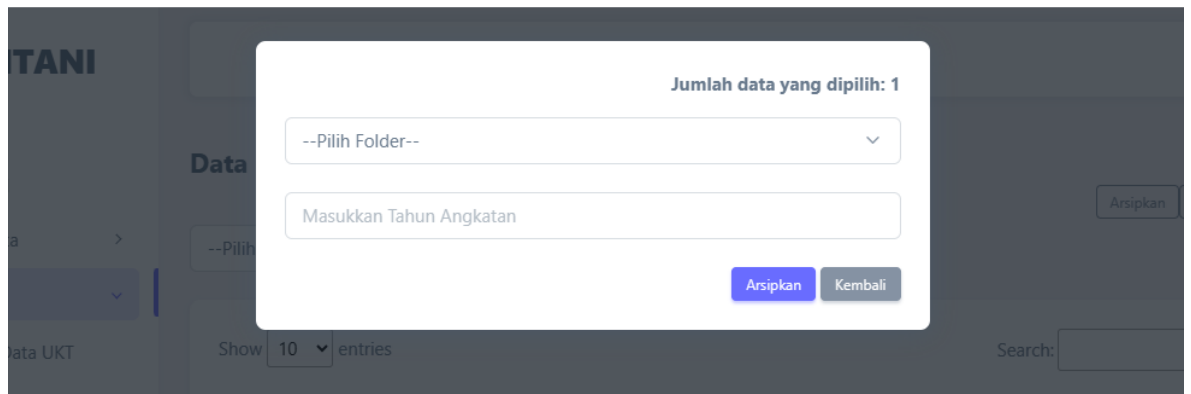 ITANI
Jumlah data yang dipilih: 1
--Pilih Folder--
Data
Masukkan Tahun Angkatan
Arsipkan
a
--Pilih
Arsipkan Kembali
Data UKT
Show 10 entries
Search: